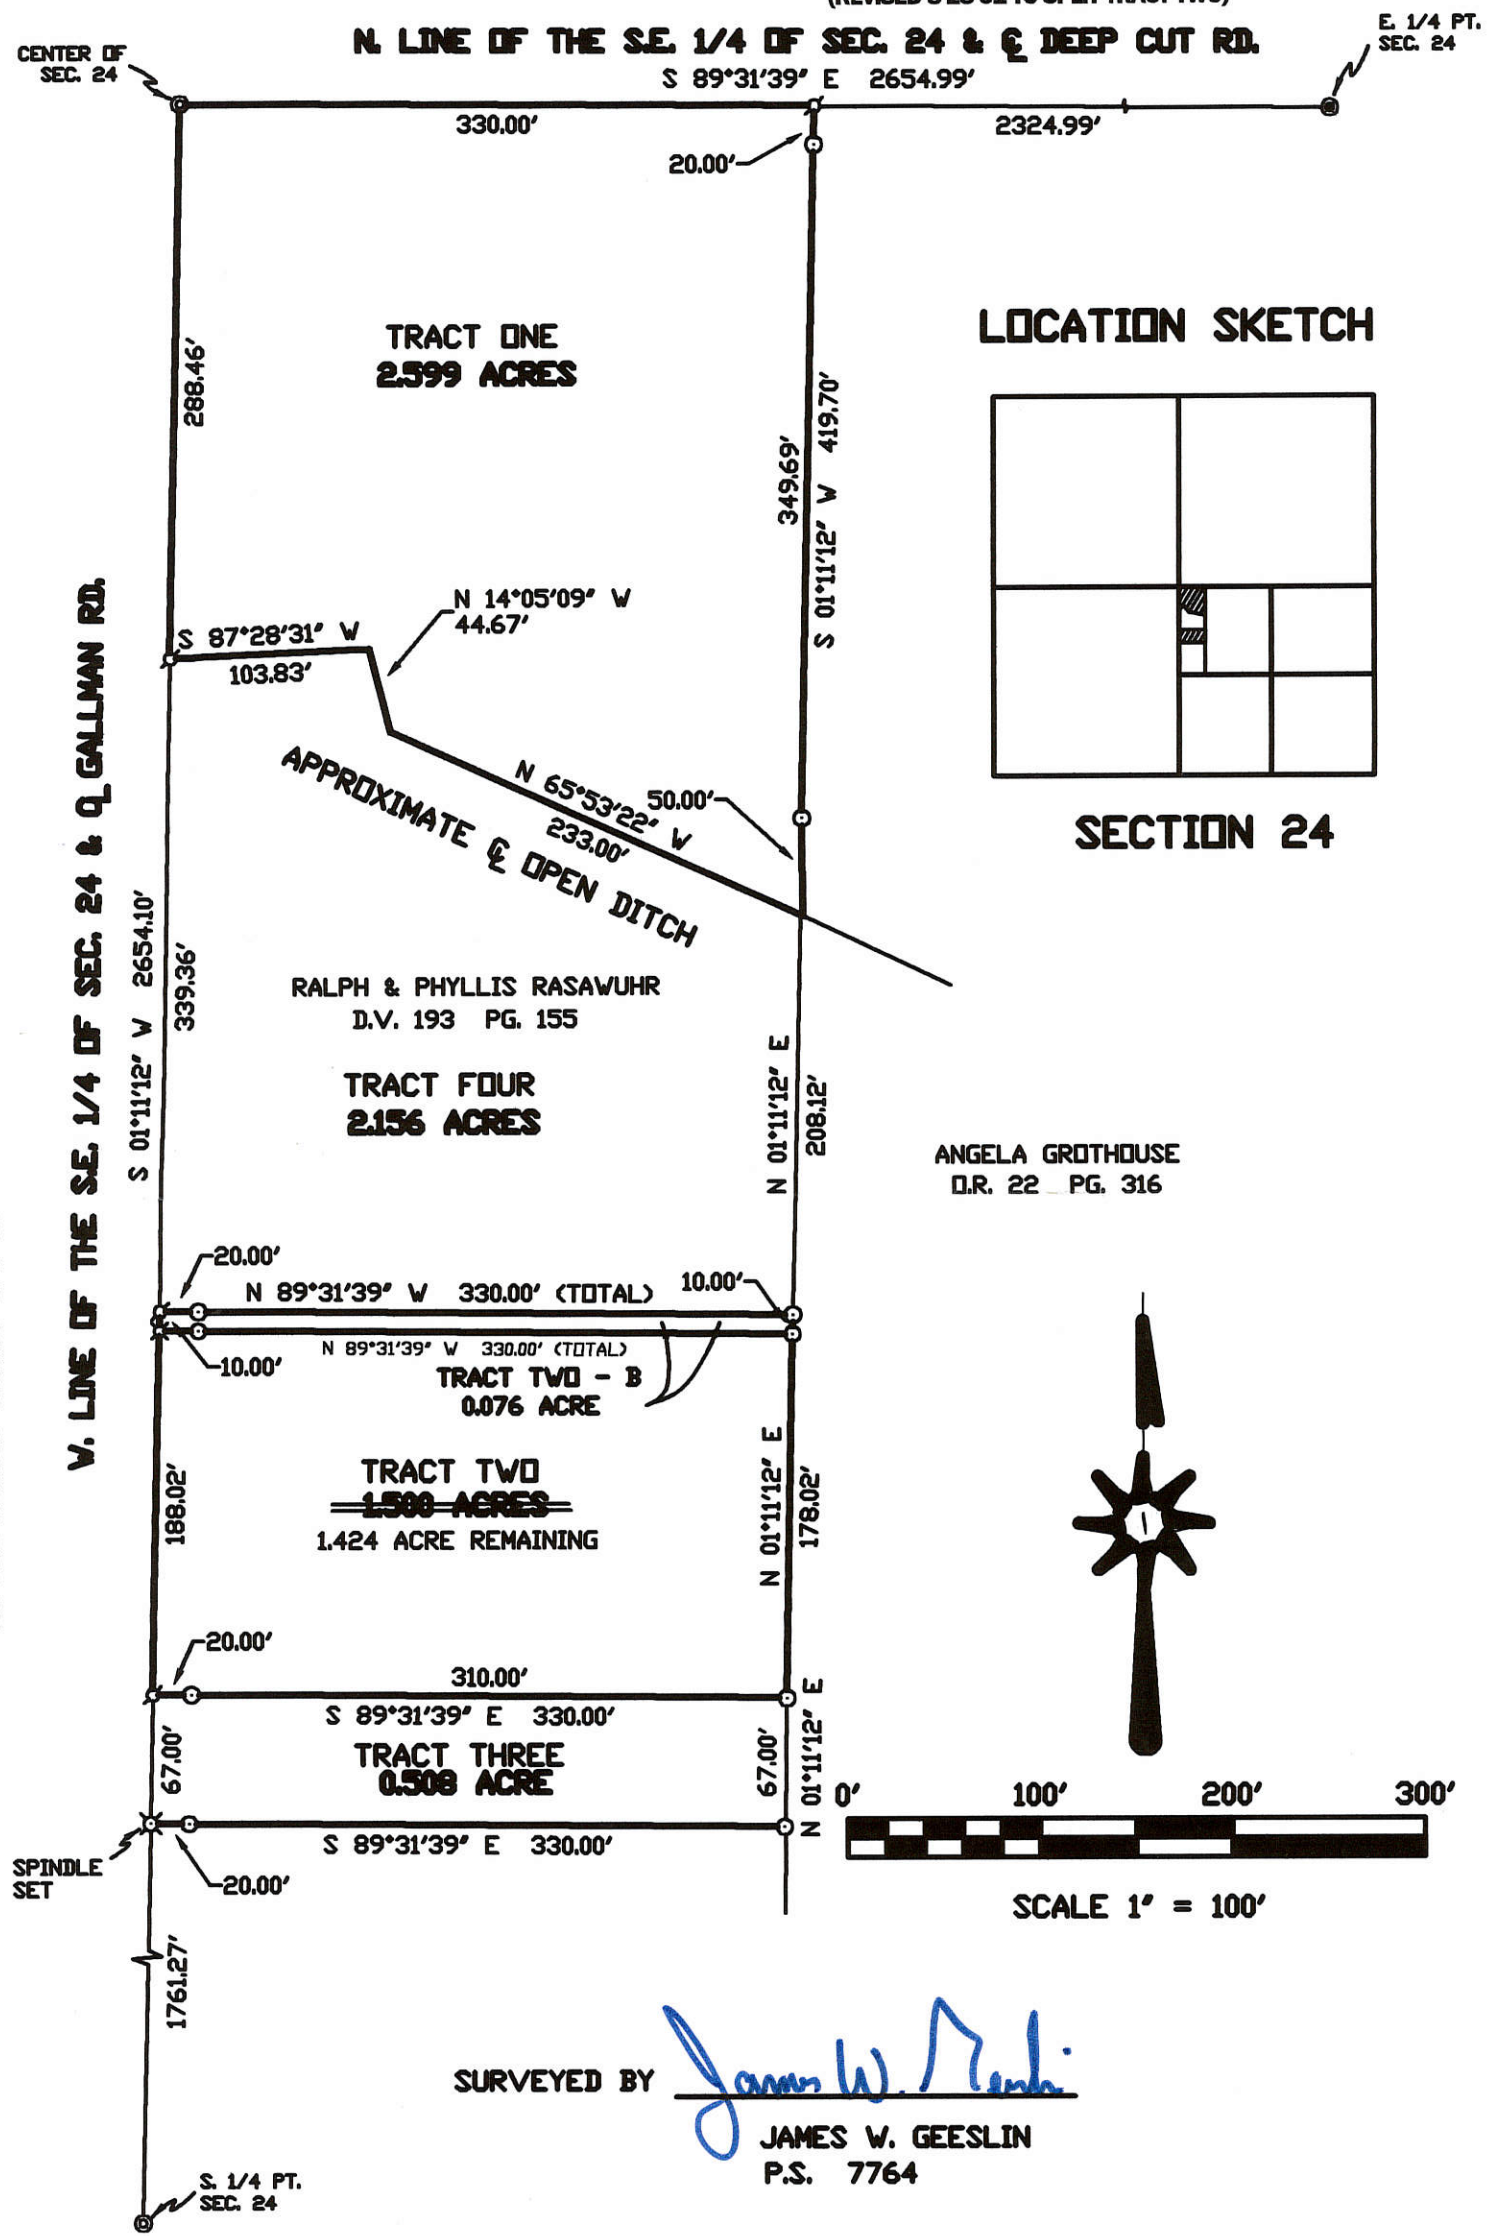 N. LINE OF THE S.E. 1/4 OF SEC. 24 & ℄ DEEP CUT RD.
CENTER OF
SEC. 24
E. 1/4 PT.
SEC. 24
S 89°31'39" E 2654.99'
330.00'
2324.99'
20.00'
TRACT ONE
2.599 ACRES
288.46'
349.69'
S 01°11'12" W 419.70'
LOCATION SKETCH
SECTION 24
N 14°05'09" W
44.67'
S 87°28'31" W
103.83'
N 65°53'22" W
233.00'
50.00'
APPROXIMATE ℄ OPEN DITCH
W. LINE OF THE S.E. 1/4 OF SEC. 24 & ℄ GALLMAN RD.
S 01°11'12" W 2654.10'
339.36'
RALPH & PHYLLIS RASAWUHR
D.V. 193 PG. 155
TRACT FOUR
2.156 ACRES
N 01°11'12" E
208.12'
ANGELA GROTHOUSE
O.R. 22 PG. 316
20.00'
N 89°31'39" W 330.00' (TOTAL)
10.00'
N 89°31'39" W 330.00' (TOTAL)
10.00'
TRACT TWO - B
0.076 ACRE
TRACT TWO
1.500 ACRES
1.424 ACRE REMAINING
188.02'
N 01°11'12" E
178.02'
20.00'
310.00'
S 89°31'39" E 330.00'
TRACT THREE
0.508 ACRE
67.00'
67.00'
N 01°11'12" E
S 89°31'39" E 330.00'
SPINDLE
SET
20.00'
0' 100' 200' 300'
SCALE 1" = 100'
1761.27'
SURVEYED BY James W. Geeslin
JAMES W. GEESLIN
P.S. 7764
S. 1/4 PT.
SEC. 24